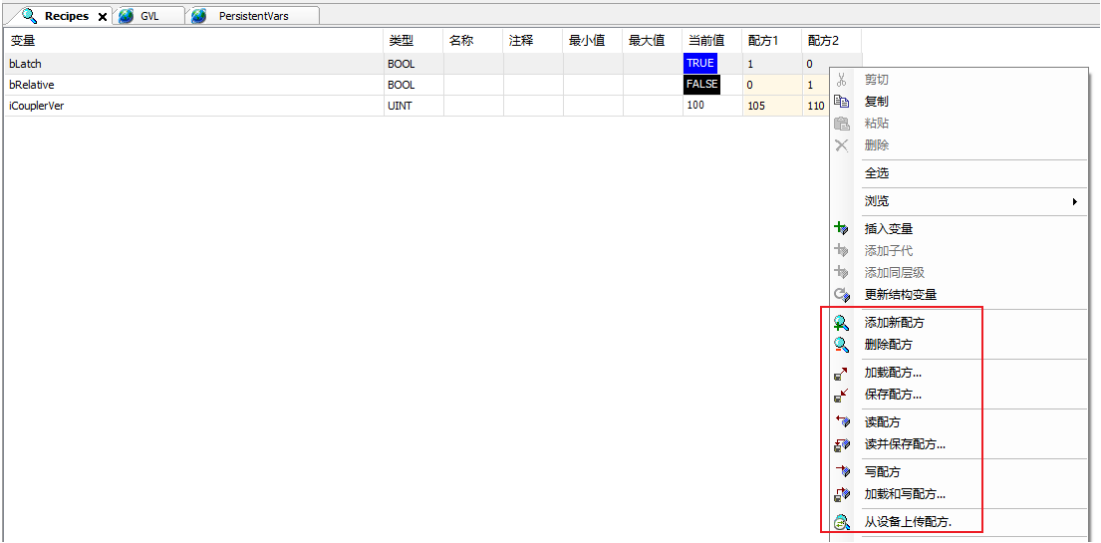 Recipes x GVL PersistentVars
变量 类型 名称 注释 最小值 最大值 当前值 配方1 配方2
bLatch BOOL TRUE 1 0
bRelative BOOL FALSE 0 1
iCouplerVer UINT 100 105 110
剪切
复制
粘贴
删除
全选
浏览
插入变量
添加子代
添加同层级
更新结构变量
添加新配方
删除配方
加载配方...
保存配方...
读配方
读并保存配方...
写配方
加载和写配方...
从设备上传配方.